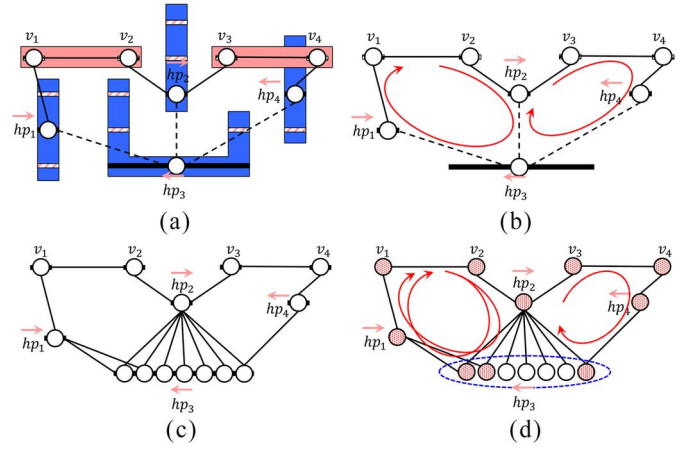 v₁ v₂ v₃ v₄
hp₂
hp₄
hp₁
hp₃
(a)
v₁ v₂ v₃ v₄
hp₂
hp₄
hp₁
hp₃
(b)
v₁ v₂ v₃ v₄
hp₂
hp₄
hp₁
hp₃
(c)
v₁ v₂ v₃ v₄
hp₂
hp₄
hp₁
hp₃
(d)